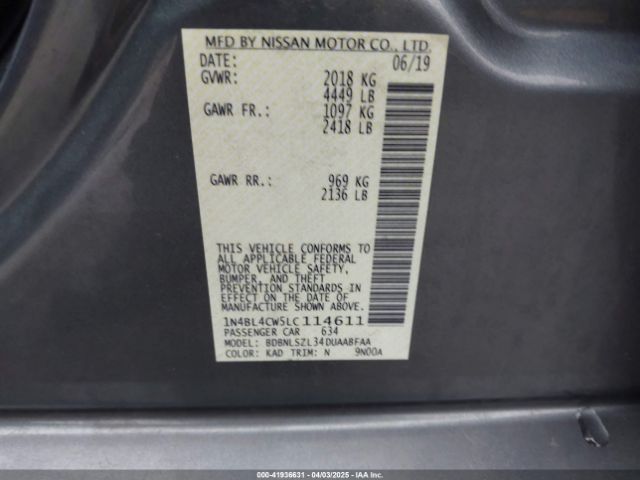 MFD BY NISSAN MOTOR CO., LTD.
DATE: 06/19
GVWR: 2018 KG
4449 LB
GAWR FR.: 1097 KG
2418 LB
GAWR RR.: 969 KG
2136 LB
THIS VEHICLE CONFORMS TO
ALL APPLICABLE FEDERAL
MOTOR VEHICLE SAFETY,
BUMPER, AND THEFT
PREVENTION STANDARDS
IN EFFECT ON THE DATE OF
MANUFACTURE SHOWN ABOVE.
1N4BL4CW5LC114611
PASSENGER CAR 634
MODEL: BDBNLSZL34DUAABFAA
COLOR: KAD TRIM: N 9N00A
000-41936631 - 04/03/2025 - IAAI.com